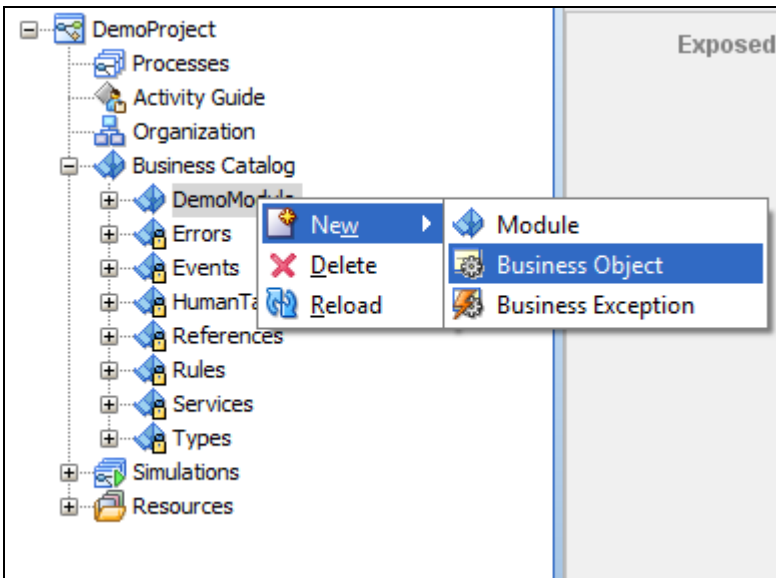 DemoProject
Exposed
Processes
Activity Guide
Organization
Business Catalog
DemoModule
New
Module
Errors
Delete
Business Object
Events
Reload
Business Exception
HumanTa
References
Rules
Services
Types
Simulations
Resources